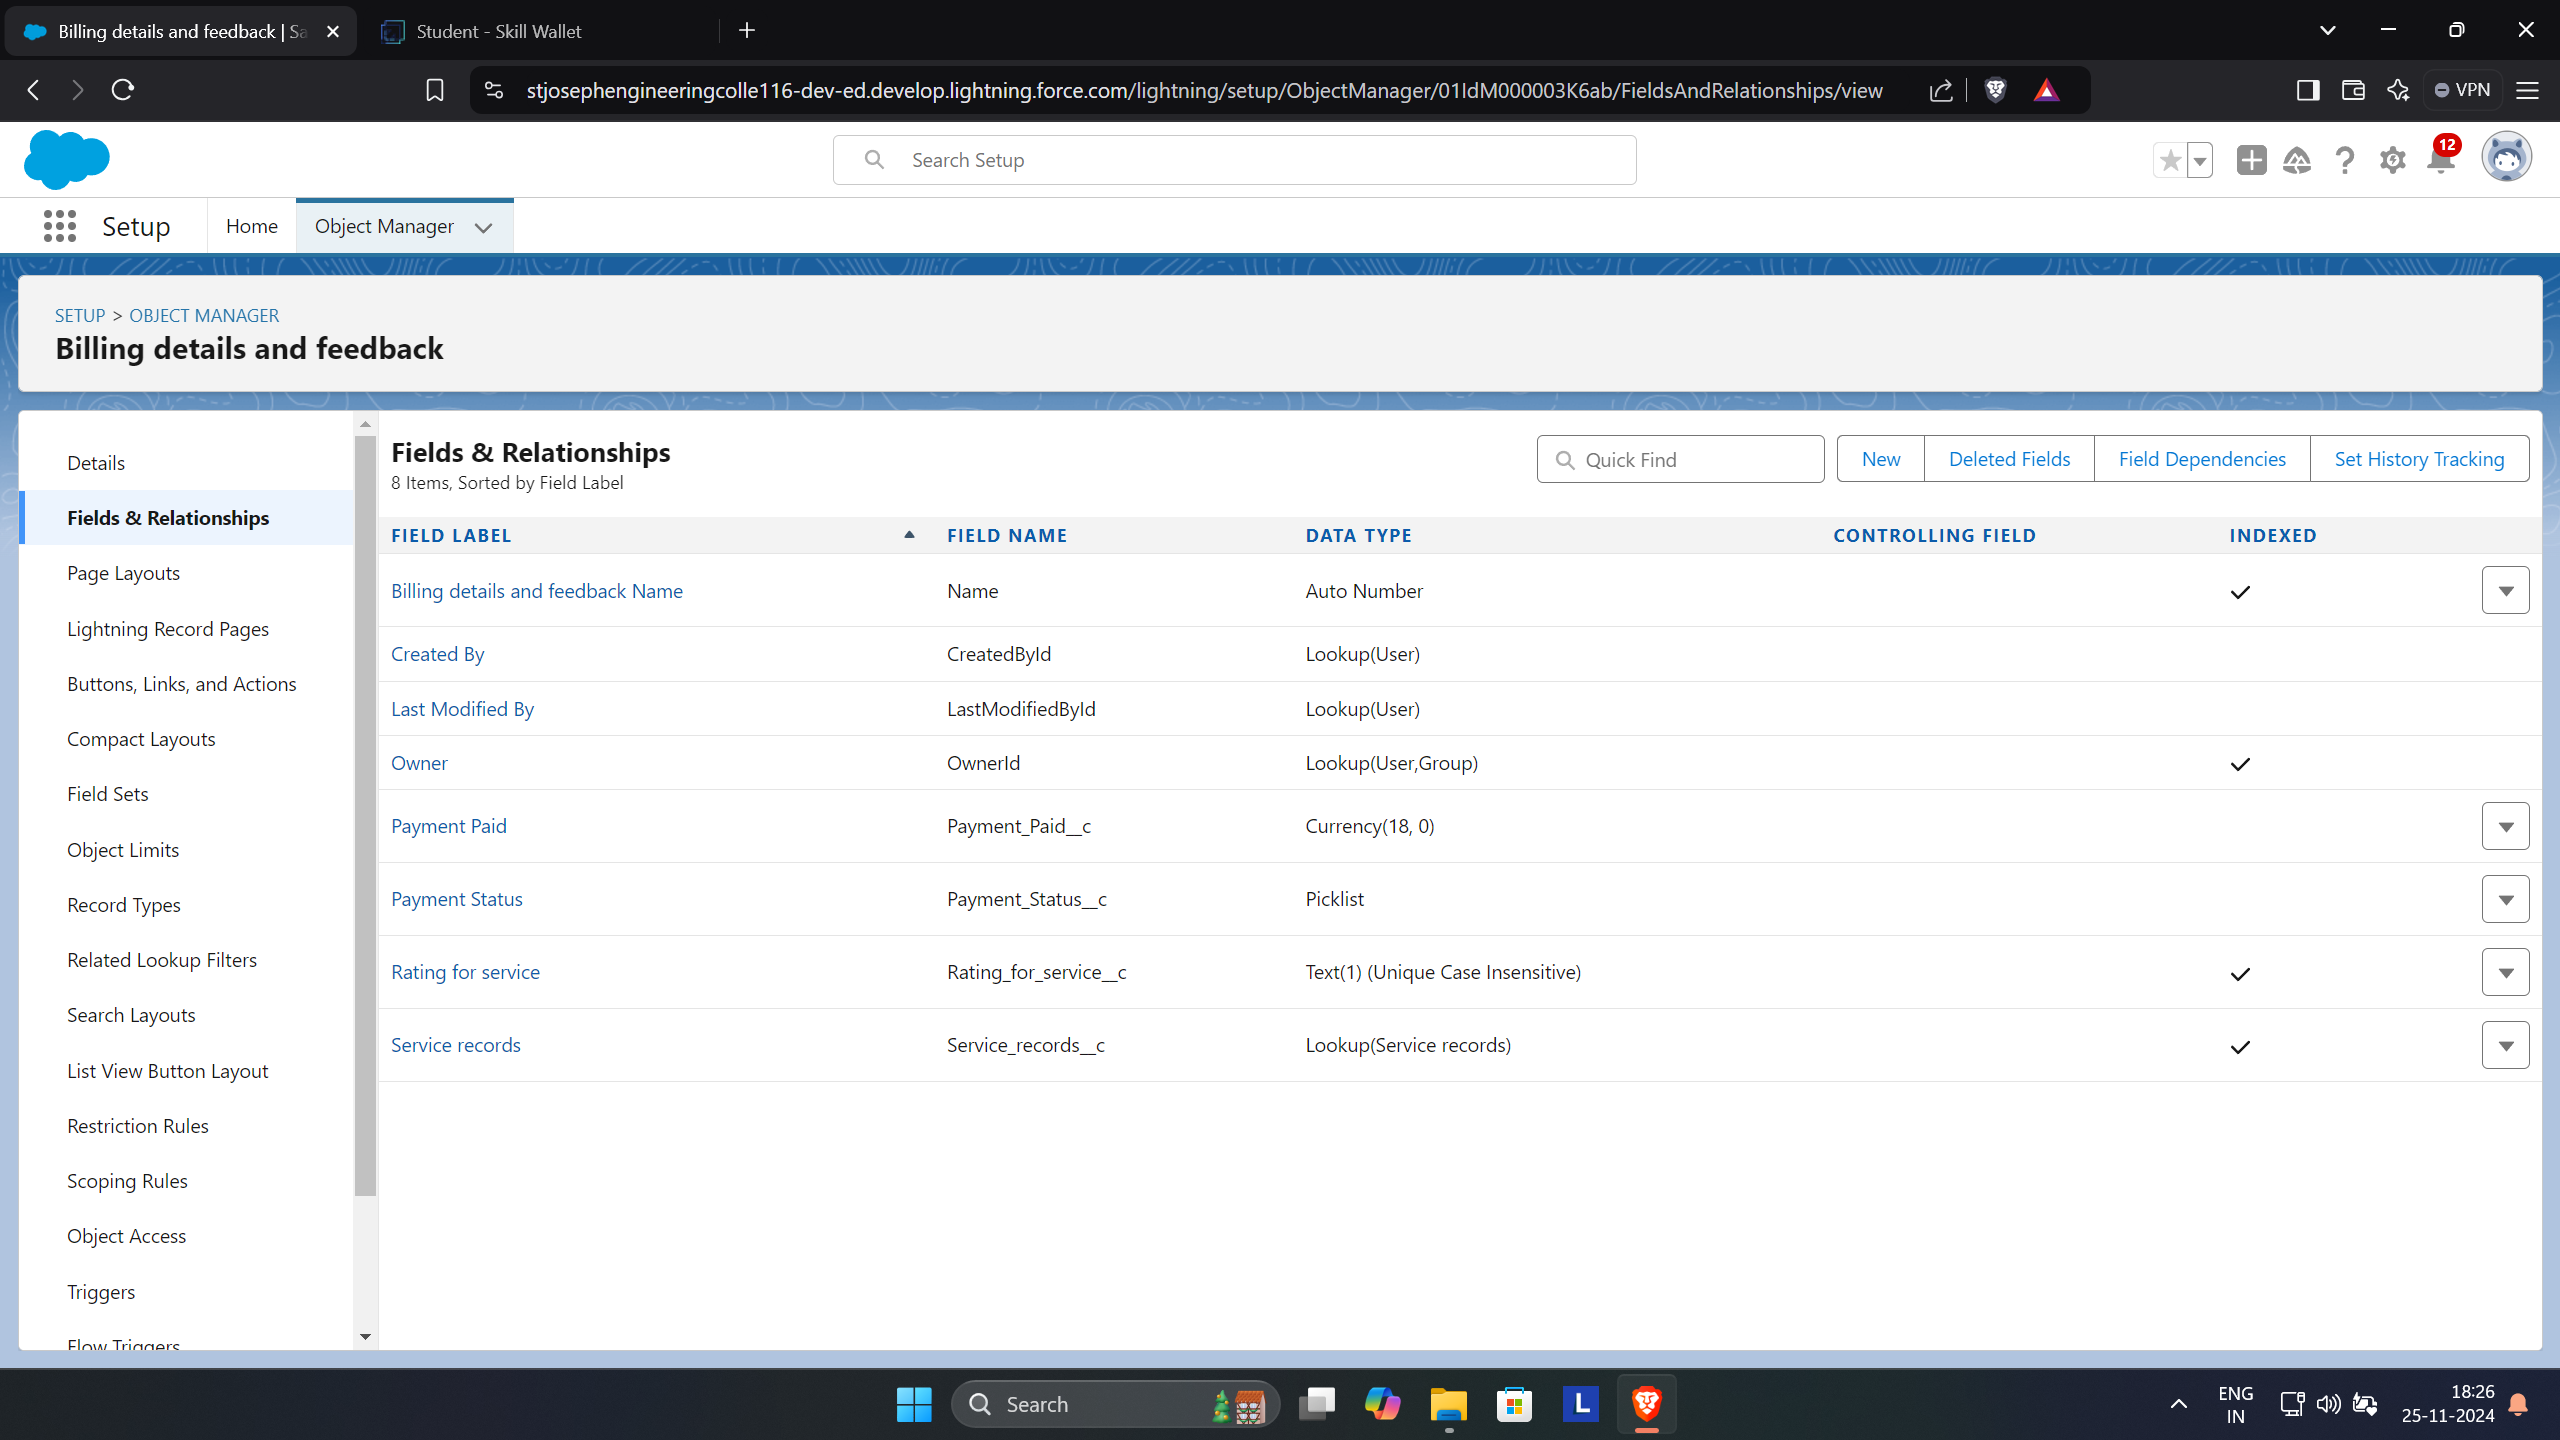 Billing details and feedback | Sa
Student - Skill Wallet
stjosephengineeringcolle116-dev-ed.develop.lightning.force.com/lightning/setup/ObjectManager/01IdM000003K6ab/FieldsAndRelationships/view
VPN
Search Setup
12
Setup
Home
Object Manager
SETUP > OBJECT MANAGER
Billing details and feedback
Details
Fields & Relationships
Page Layouts
Lightning Record Pages
Buttons, Links, and Actions
Compact Layouts
Field Sets
Object Limits
Record Types
Related Lookup Filters
Search Layouts
List View Button Layout
Restriction Rules
Scoping Rules
Object Access
Triggers
Flow Triggers
Fields & Relationships
8 Items, Sorted by Field Label
Quick Find
New
Deleted Fields
Field Dependencies
Set History Tracking
FIELD LABEL FIELD NAME DATA TYPE CONTROLLING FIELD INDEXED
Billing details and feedback Name Name Auto Number
Created By CreatedById Lookup(User)
Last Modified By LastModifiedById Lookup(User)
Owner OwnerId Lookup(User,Group)
Payment Paid Payment_Paid__c Currency(18, 0)
Payment Status Payment_Status__c Picklist
Rating for service Rating_for_service__c Text(1) (Unique Case Insensitive)
Service records Service_records__c Lookup(Service records)
Search
L
ENG
IN
18:26
25-11-2024